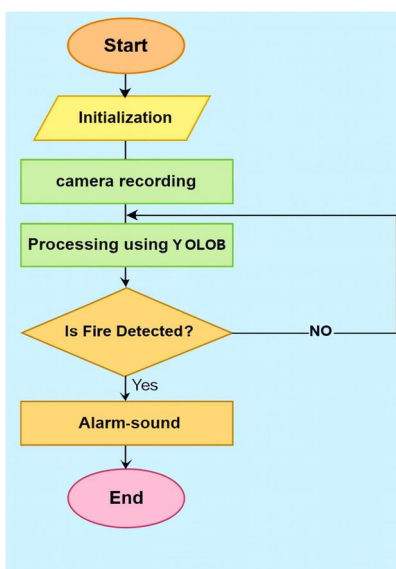 Start
Initialization
camera recording
Processing using YOLOB
Is Fire Detected?
NO
Yes
Alarm-sound
End